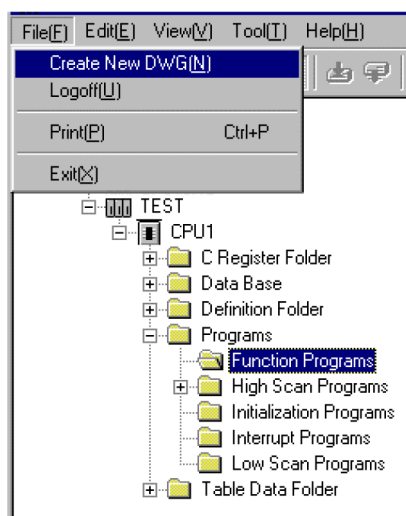 File(F) Edit(E) View(V) Tool(T) Help(H)
Create New DWG(N)
Logoff(U)
Print(P) Ctrl+P
Exit(X)
TEST
CPU1
C Register Folder
Data Base
Definition Folder
Programs
Function Programs
High Scan Programs
Initialization Programs
Interrupt Programs
Low Scan Programs
Table Data Folder